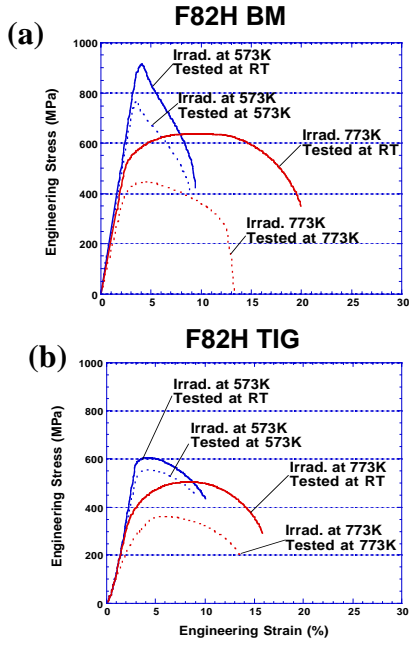 F82H BM
(a)
1000
800
600
400
200
0
Engineering Stress (MPa)
Irrad. at 573K
Tested at RT
Irrad. at 573K
Tested at 573K
Irrad. 773K
Tested at RT
Irrad. 773K
Tested at 773K
0 5 10 15 20 25 30
F82H TIG
(b)
1000
800
600
400
200
0
Engineering Stress (MPa)
Irrad. at 573K
Tested at RT
Irrad. at 573K
Tested at 573K
Irrad. at 773K
Tested at RT
Irrad. at 773K
Tested at 773K
0 5 10 15 20 25 30
Engineering Strain (%)